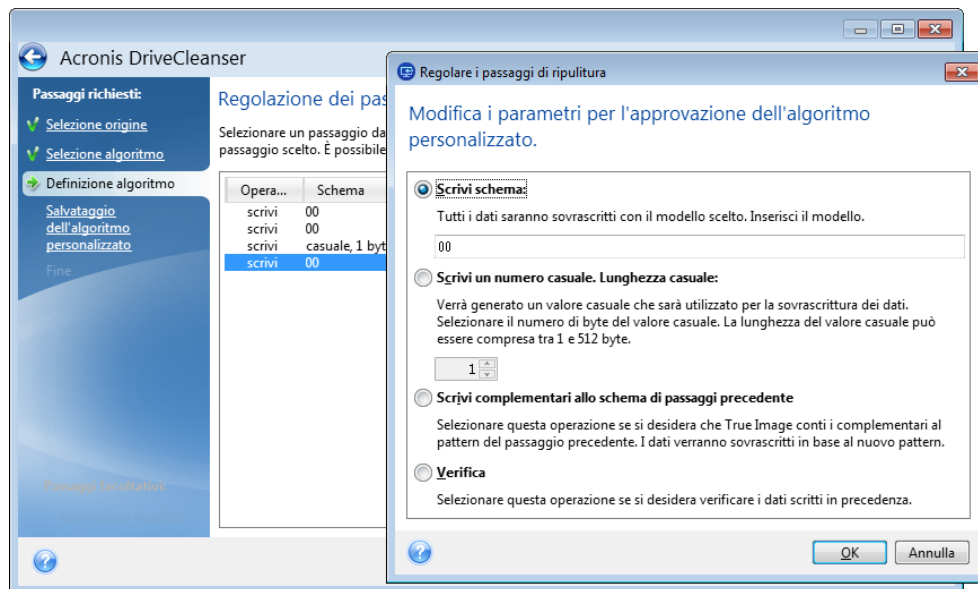 Acronis DriveCleanser
Passaggi richiesti:
Selezione origine
Selezione algoritmo
Definizione algoritmo
Salvataggio
dell'algoritmo
personalizzato
Fine
Regolazione dei pas
Selezionare un passaggio da
passaggio scelto. È possibile
Opera... Schema
scrivi 00
scrivi 00
scrivi casuale, 1 byt
scrivi 00
Regolare i passaggi di ripulitura
Modifica i parametri per l'approvazione dell'algoritmo
personalizzato.
Scrivi schema:
Tutti i dati saranno sovrascritti con il modello scelto. Inserisci il modello.
00
Scrivi un numero casuale. Lunghezza casuale:
Verrà generato un valore casuale che sarà utilizzato per la sovrascrittura dei dati.
Selezionare il numero di byte del valore casuale. La lunghezza del valore casuale può
essere compresa tra 1 e 512 byte.
1
Scrivi complementari allo schema di passaggi precedente
Selezionare questa operazione se si desidera che True Image conti i complementari al
pattern del passaggio precedente. I dati verranno sovrascritti in base al nuovo pattern.
Verifica
Selezionare questa operazione se si desidera verificare i dati scritti in precedenza.
OK Annulla